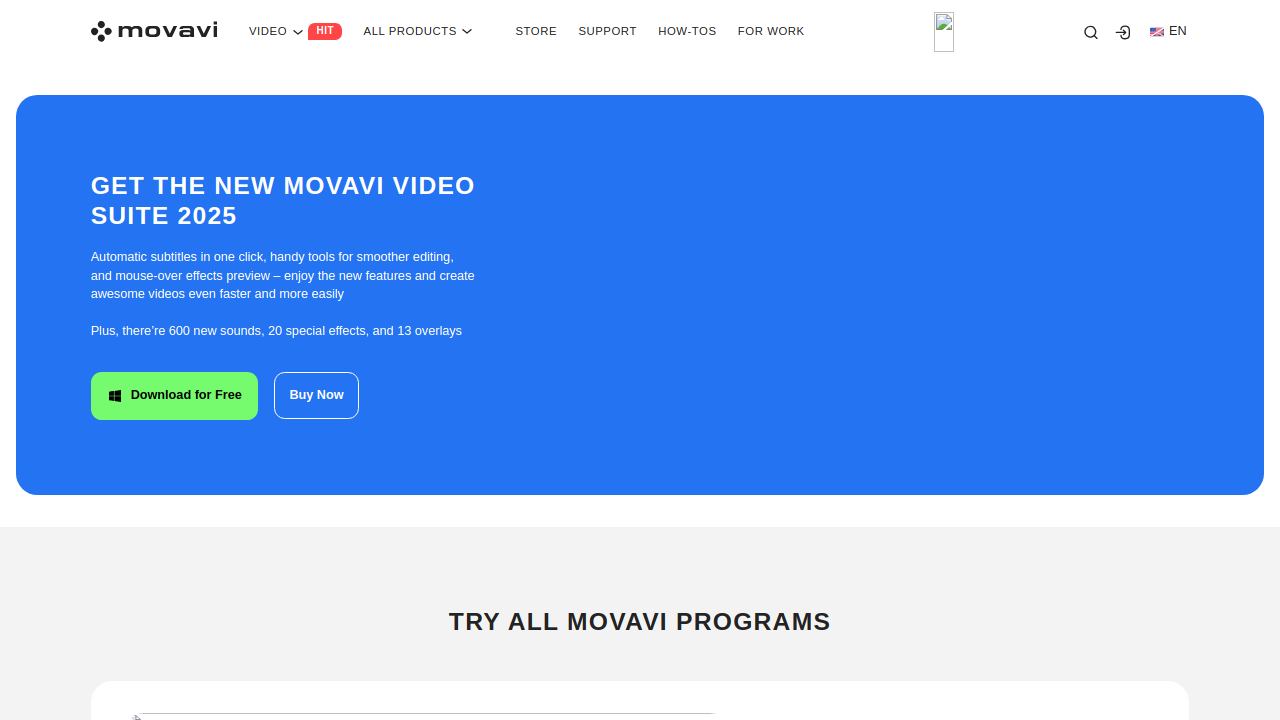 movavi VIDEO HIT ALL PRODUCTS STORE SUPPORT HOW-TOS FOR WORK EN
GET THE NEW MOVAVI VIDEO
SUITE 2025
Automatic subtitles in one click, handy tools for smoother editing,
and mouse-over effects preview – enjoy the new features and create
awesome videos even faster and more easily
Plus, there’re 600 new sounds, 20 special effects, and 13 overlays
Download for Free Buy Now
TRY ALL MOVAVI PROGRAMS